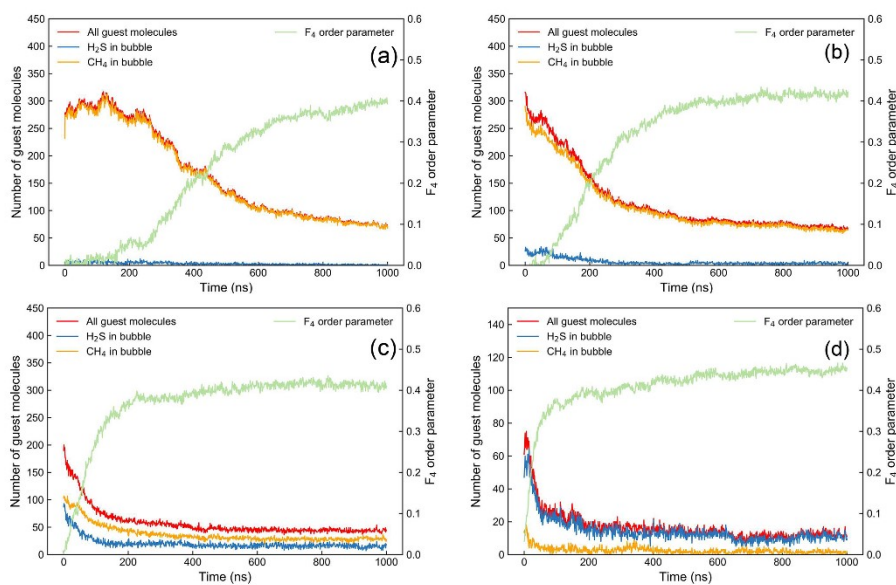 450
400
350
300
250
200
150
100
50
0
Number of guest molecules
All guest molecules
H₂S in bubble
CH₄ in bubble
F₄ order parameter
(a)
0.6
0.5
0.4
0.3
0.2
0.1
0.0
F₄ order parameter
0 200 400 600 800 1000
Time (ns)
450
400
350
300
250
200
150
100
50
0
Number of guest molecules
All guest molecules
H₂S in bubble
CH₄ in bubble
F₄ order parameter
(b)
0.6
0.5
0.4
0.3
0.2
0.1
0.0
F₄ order parameter
0 200 400 600 800 1000
Time (ns)
450
400
350
300
250
200
150
100
50
0
Number of guest molecules
All guest molecules
H₂S in bubble
CH₄ in bubble
F₄ order parameter
(c)
0.6
0.5
0.4
0.3
0.2
0.1
0.0
F₄ order parameter
0 200 400 600 800 1000
Time (ns)
140
120
100
80
60
40
20
0
Number of guest molecules
All guest molecules
H₂S in bubble
CH₄ in bubble
F₄ order parameter
(d)
0.6
0.5
0.4
0.3
0.2
0.1
0.0
F₄ order parameter
0 200 400 600 800 1000
Time (ns)